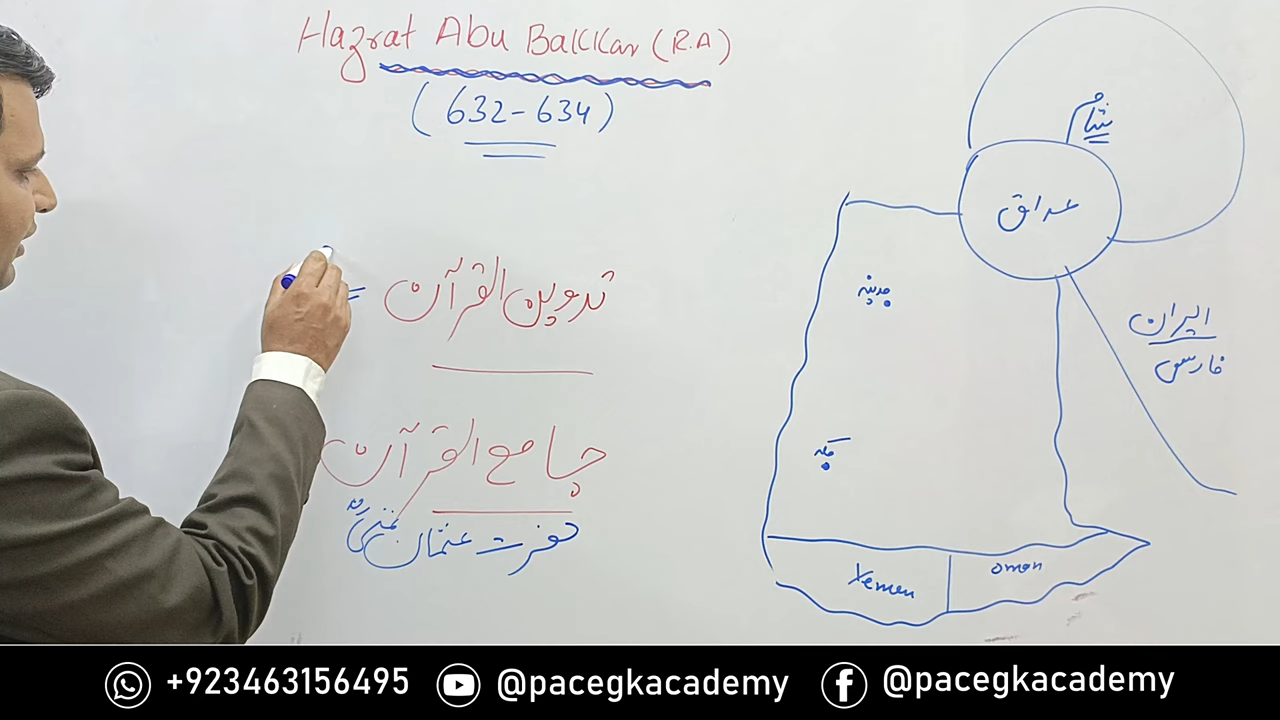 Hazrat Abu Bakkar (R.A)
(632-634)
تدوین القرآن =
جامع القرآن
حضرت عثمان غنی رضہ
شام
عراق
مدینہ
ایران
فارس
مکہ
Yemen
oman
+923463156495 @pacegkacademy @pacegkacademy